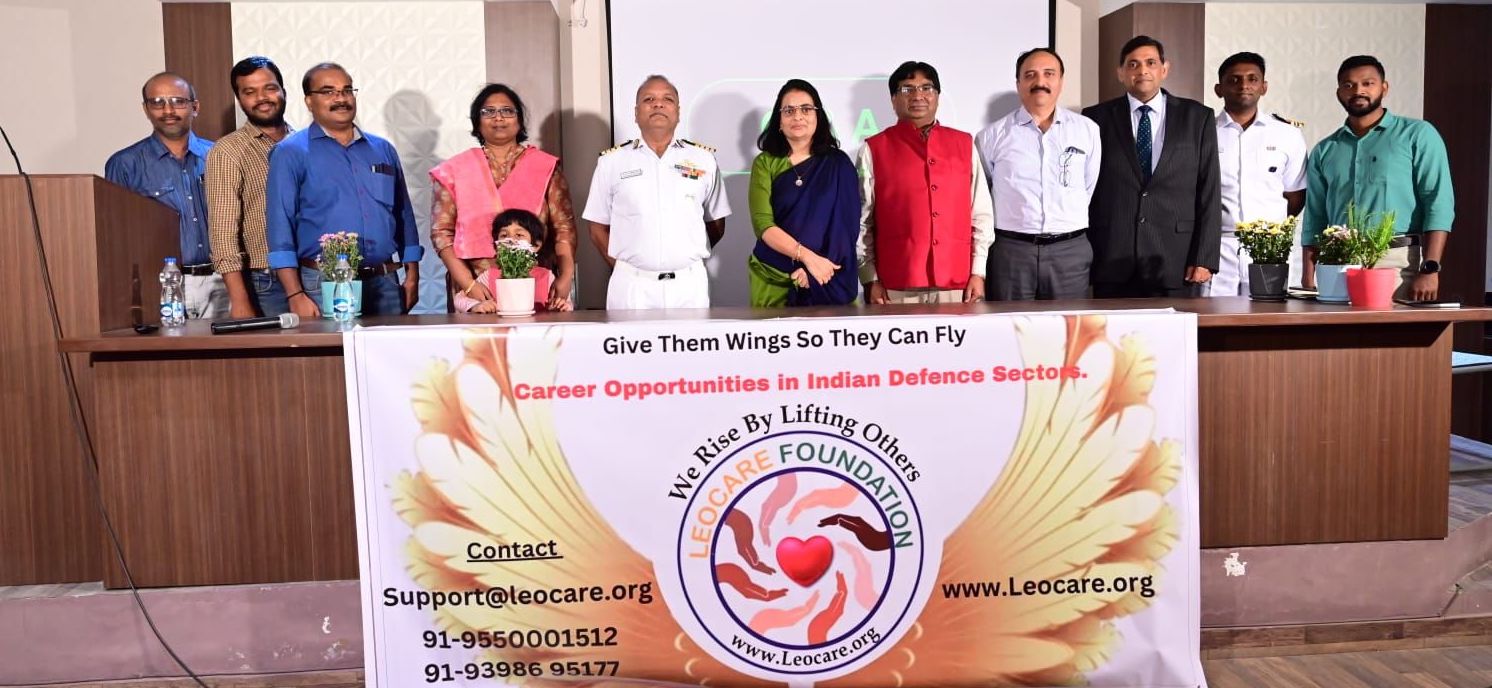 Give Them Wings So They Can Fly
Career Opportunities in Indian Defence Sectors.
We Rise By Lifting Others
LEOCARE FOUNDATION
www.Leocare.org
Contact
Support@leocare.org
91-9550001512
91-93986 95177
www.Leocare.org